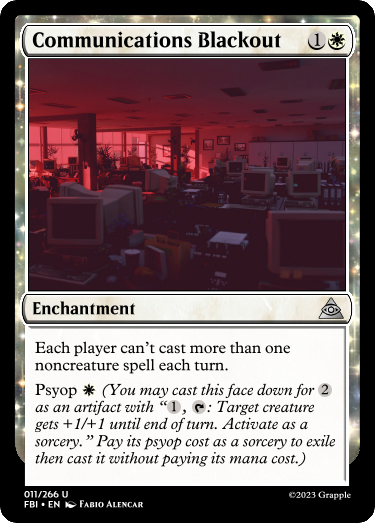 Communications Blackout 1
Enchantment
Each player can't cast more than one
noncreature spell each turn.
Psyop (You may cast this face down for 2
as an artifact with “1, : Target creature
gets +1/+1 until end of turn. Activate as a
sorcery.” Pay its psyop cost as a sorcery to exile
then cast it without paying its mana cost.)
011/266 U
FBI • EN Fabio Alencar
©2023 Grapple